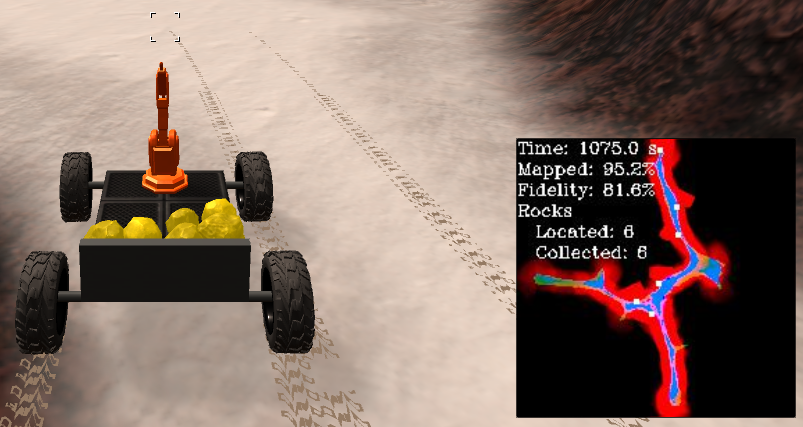 Time: 1075.0 s
Mapped: 95.2%
Fidelity: 81.6%
Rocks
Located: 6
Collected: 6